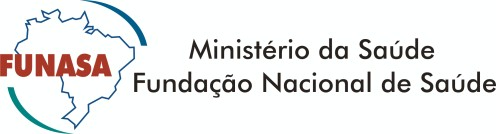 FUNASA
Ministério da Saúde
Fundação Nacional de Saúde